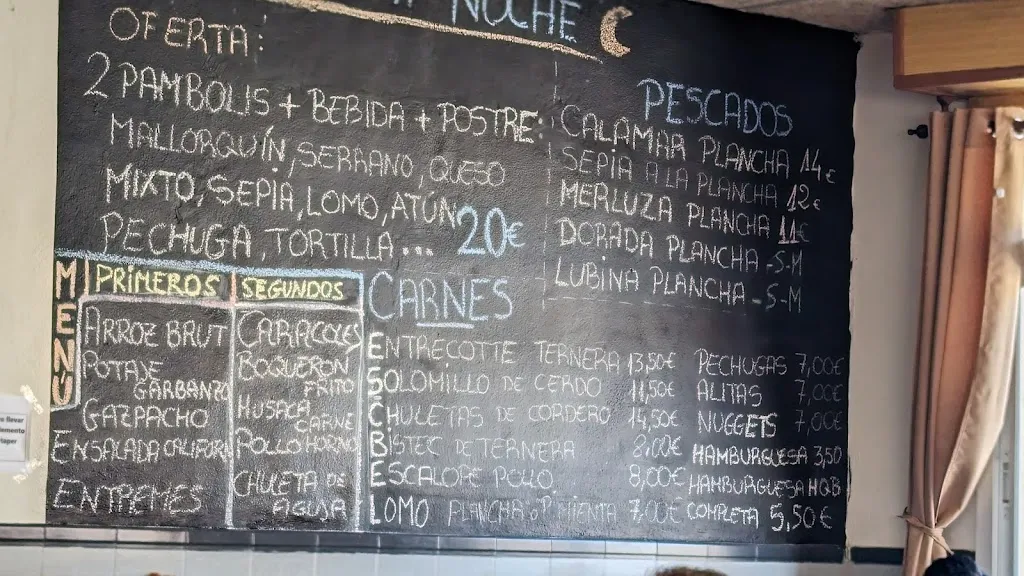 NOCHE
OFERTA:
2 PAMBOLIS + BEBIDA + POSTRE:
MALLORQUÍN, SERRANO, QUESO
MIXTO, SEPIA, LOMO, ATÚN
PECHUGA, TORTILLA... 20€
PESCADOS
CALAMAR PLANCHA 14€
SEPIA A LA PLANCHA 12€
MERLUZA PLANCHA 11€
DORADA PLANCHA -S-M
LUBINA PLANCHA -S-M
MENÚ
PRIMEROS
ARROZ BRUT
POTAJE
GARBANZO
GAZPACHO
ENSALADA CALIFORN
ENTREMES
SEGUNDOS
CARACOLES
BOQUERON
FRITO
MUSACA
CARNE
POLLO HORNO
CHULETA DE
AGUJA
CARNES
ENTRECOTTE TERNERA 13,50€
SOLOMILLO DE CERDO 11,50€
CHULETAS DE CORDERO 14,50€
BISTEC DE TERNERA 8,00€
ESCALOPE POLLO 8,00€
LOMO PLANCHA o PIMIENTA 7,00€
PECHUGAS 7,00€
ALITAS 7,00€
NUGGETS 7,00€
HAMBURGUESA 3,50
HAMBURGUESA
COMPLETA 5,50€
llevar